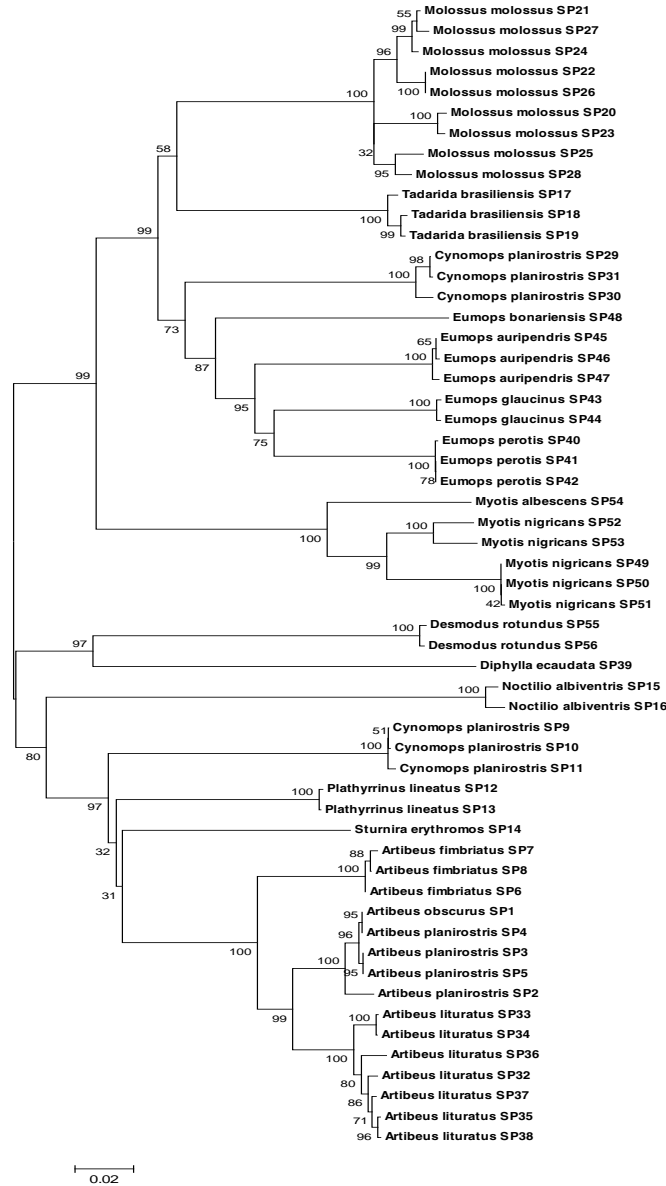 55 Molossus molossus SP21
99 Molossus molossus SP27
96 Molossus molossus SP24
Molossus molossus SP22
100 100 Molossus molossus SP26
100 Molossus molossus SP20
Molossus molossus SP23
58 32 Molossus molossus SP25
95 Molossus molossus SP28
Tadarida brasiliensis SP17
100 Tadarida brasiliensis SP18
99 99 Tadarida brasiliensis SP19
98 Cynomops planirostris SP29
100 Cynomops planirostris SP31
Cynomops planirostris SP30
73 Eumops bonariensis SP48
65 Eumops auripendris SP45
87 100 Eumops auripendris SP46
99 Eumops auripendris SP47
95 100 Eumops glaucinus SP43
Eumops glaucinus SP44
75 Eumops perotis SP40
100 Eumops perotis SP41
78 Eumops perotis SP42
Myotis albescens SP54
100 100 Myotis nigricans SP52
Myotis nigricans SP53
99 Myotis nigricans SP49
100 Myotis nigricans SP50
42 Myotis nigricans SP51
100 Desmodus rotundus SP55
97 Desmodus rotundus SP56
Diphylla ecaudata SP39
100 Noctilio albiventris SP15
Noctilio albiventris SP16
51 Cynomops planirostris SP9
80 100 Cynomops planirostris SP10
Cynomops planirostris SP11
100 Plathyrrinus lineatus SP12
97 Plathyrrinus lineatus SP13
Sturnira erythromos SP14
32 88 Artibeus fimbriatus SP7
100 Artibeus fimbriatus SP8
31 Artibeus fimbriatus SP6
95 Artibeus obscurus SP1
96 Artibeus planirostris SP4
100 100 Artibeus planirostris SP3
95 Artibeus planirostris SP5
Artibeus planirostris SP2
99 100 Artibeus lituratus SP33
Artibeus lituratus SP34
100 Artibeus lituratus SP36
80 Artibeus lituratus SP32
86 Artibeus lituratus SP37
71 Artibeus lituratus SP35
96 Artibeus lituratus SP38
0.02